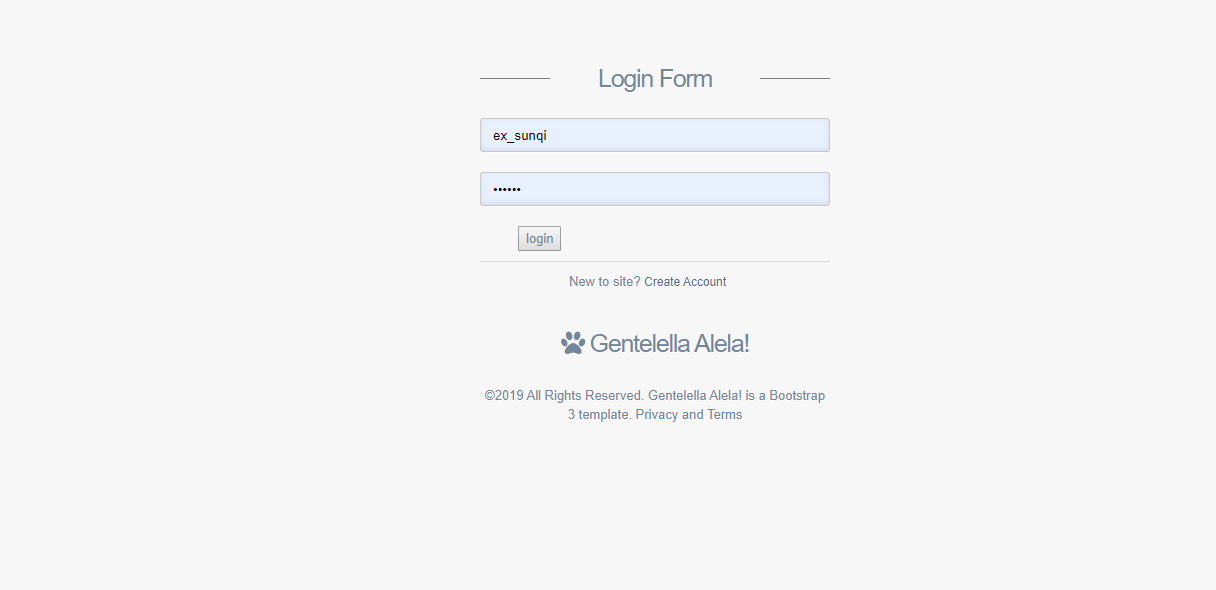 Login Form
ex_sunqi
••••••
login
New to site? Create Account
Gentelella Alela!
©2019 All Rights Reserved. Gentelella Alela! is a Bootstrap
3 template. Privacy and Terms